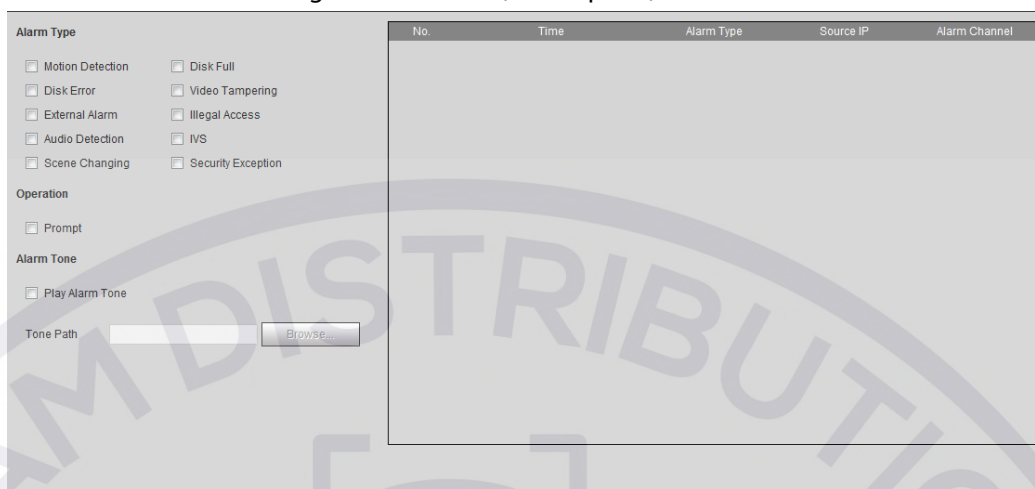 Alarm Type
No. Time Alarm Type Source IP Alarm Channel
Motion Detection Disk Full
Disk Error Video Tampering
External Alarm Illegal Access
Audio Detection IVS
Scene Changing Security Exception
Operation
Prompt
Alarm Tone
Play Alarm Tone
Tone Path Browse...